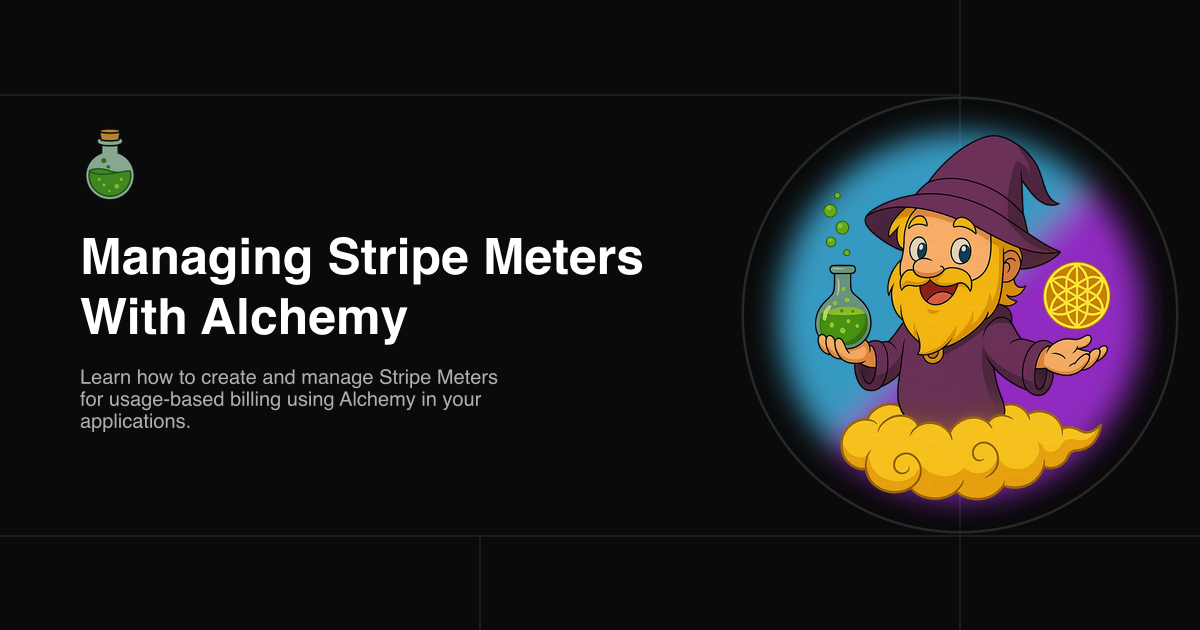 Managing Stripe Meters
With Alchemy
Learn how to create and manage Stripe Meters
for usage-based billing using Alchemy in your
applications.